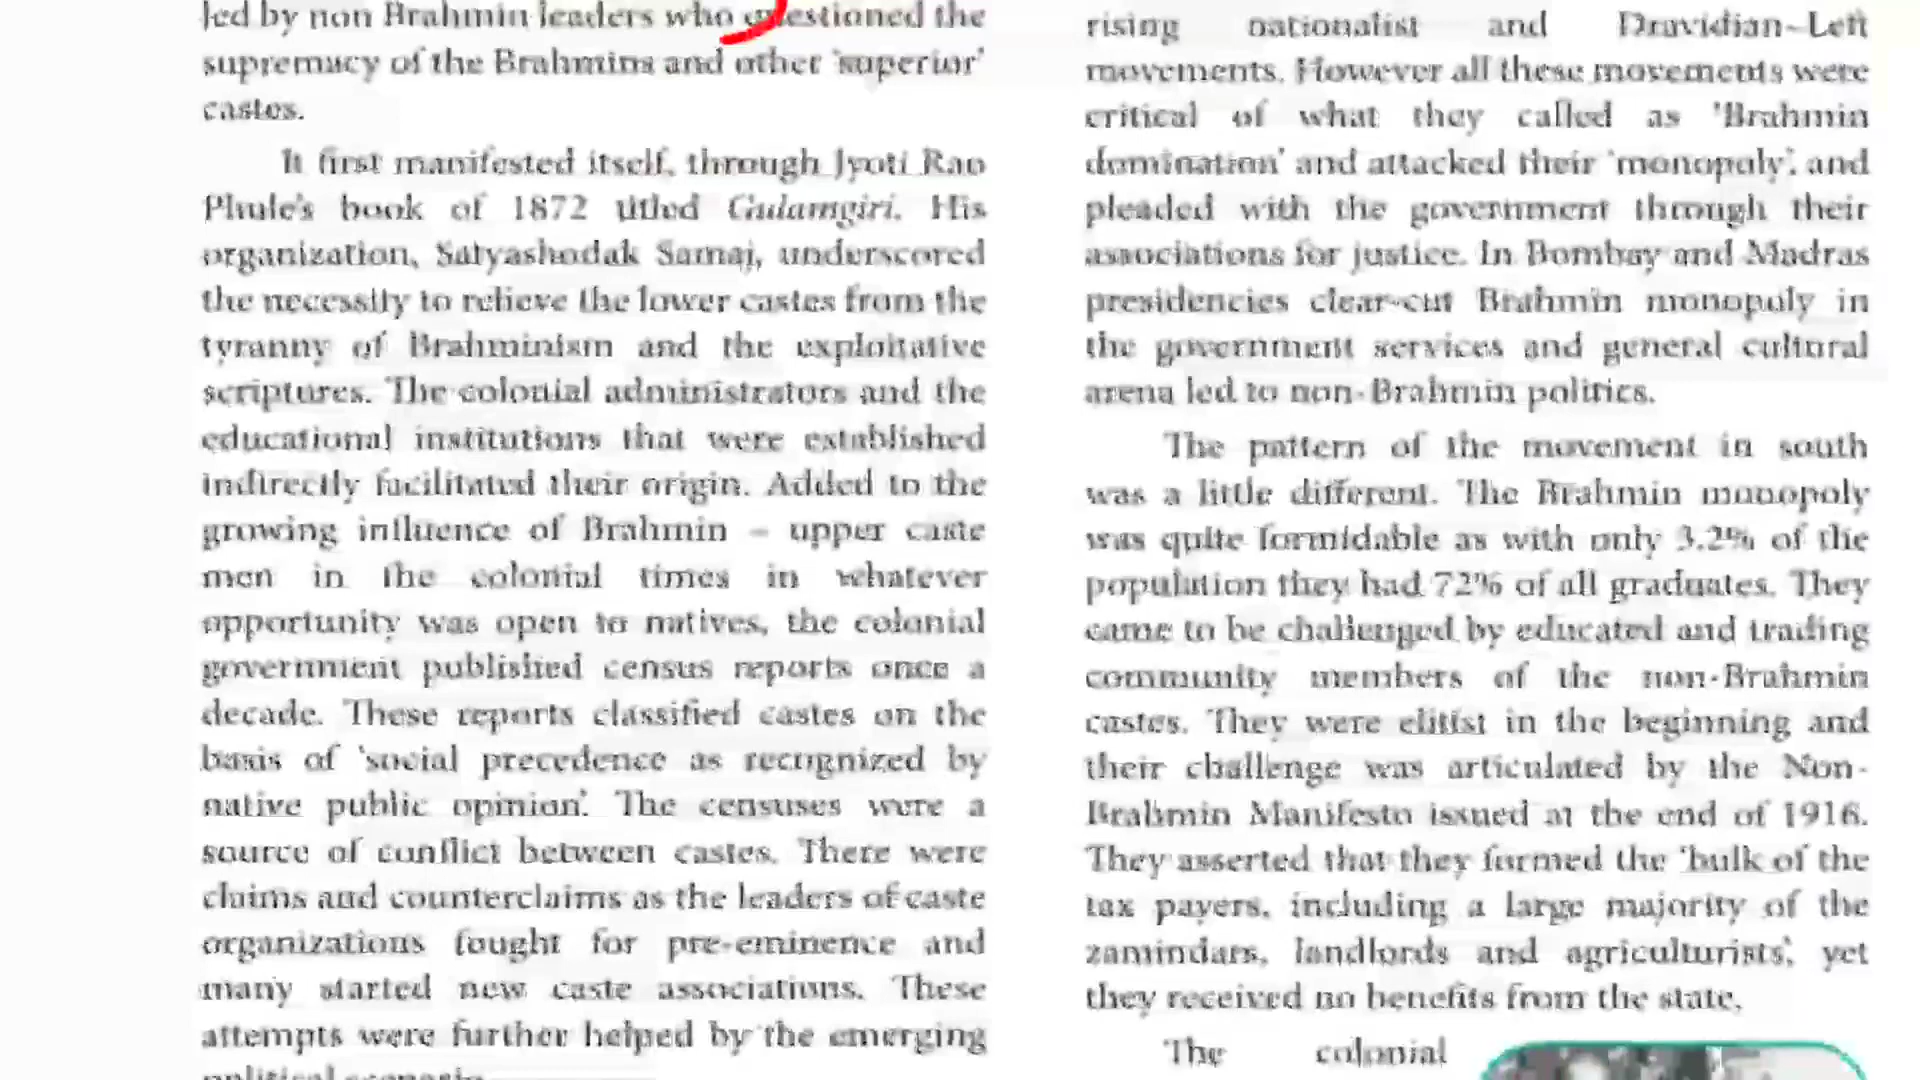 led by non Brahmin leaders who questioned the
supremacy of the Brahmins and other 'superior'
castes.
It first manifested itself, through Jyoti Rao
Phule's book of 1872 titled Gulamgiri. His
organization, Satyashodak Samaj, underscored
the necessity to relieve the lower castes from the
tyranny of Brahminism and the exploitative
scriptures. The colonial administrators and the
educational institutions that were established
indirectly facilitated their origin. Added to the
growing influence of Brahmin – upper caste
men in the colonial times in whatever
opportunity was open to natives, the colonial
government published census reports once a
decade. These reports classified castes on the
basis of 'social precedence as recognized by
native public opinion'. The censuses were a
source of conflict between castes. There were
claims and counterclaims as the leaders of caste
organizations fought for pre-eminence and
many started new caste associations. These
attempts were further helped by the emerging
political scenario.
rising nationalist and Dravidian–Left
movements. However all these movements were
critical of what they called as 'Brahmin
domination' and attacked their 'monopoly', and
pleaded with the government through their
associations for justice. In Bombay and Madras
presidencies clear-cut Brahmin monopoly in
the government services and general cultural
arena led to non-Brahmin politics.
The pattern of the movement in south
was a little different. The Brahmin monopoly
was quite formidable as with only 3.2% of the
population they had 72% of all graduates. They
came to be challenged by educated and trading
community members of the non-Brahmin
castes. They were elitist in the beginning and
their challenge was articulated by the Non-
Brahmin Manifesto issued at the end of 1916.
They asserted that they formed the 'bulk of the
tax payers, including a large majority of the
zamindars, landlords and agriculturists', yet
they received no benefits from the state.
The colonial